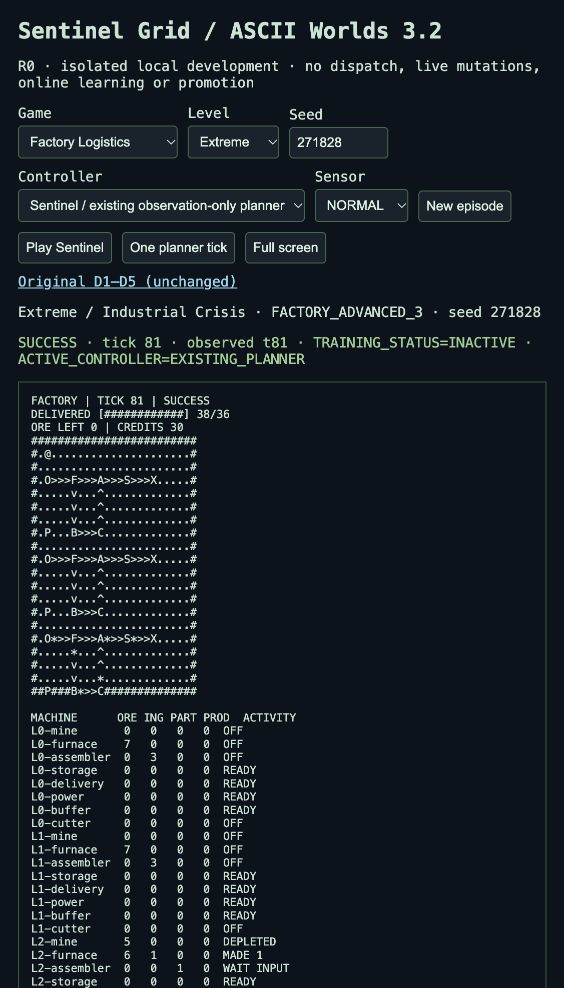 Sentinel Grid / ASCII Worlds 3.2
R0 · isolated local development · no dispatch, live mutations,
online learning or promotion
Game Level Seed
Factory Logistics Extreme 271828
Controller Sensor
Sentinel / existing observation-only planner NORMAL New episode
Play Sentinel One planner tick Full screen
Original D1–D5 (unchanged)
Extreme / Industrial Crisis · FACTORY_ADVANCED_3 · seed 271828
SUCCESS · tick 81 · observed t81 · TRAINING_STATUS=INACTIVE ·
ACTIVE_CONTROLLER=EXISTING_PLANNER
FACTORY | TICK 81 | SUCCESS
DELIVERED [############] 38/36
ORE LEFT 0 | CREDITS 30
#########################
#.@.....................#
#.......................#
#.O>>>F>>>A>>>S>>>X.....#
#.....v...^.............#
#.....v...^.............#
#.....v...^.............#
#.P...B>>>C.............#
#.......................#
#.O>>>F>>>A>>>S>>>X.....#
#.....v...^.............#
#.....v...^.............#
#.....v...^.............#
#.P...B>>>C.............#
#.......................#
#.O*>>F>>>A*>>S*>>X.....#
#.....*...^.............#
#.....v...^.............#
#.....v...*.............#
##P###B*>>C##############
MACHINE ORE ING PART PROD ACTIVITY
L0-mine 0 0 0 0 OFF
L0-furnace 7 0 0 0 OFF
L0-assembler 0 3 0 0 OFF
L0-storage 0 0 0 0 READY
L0-delivery 0 0 0 0 READY
L0-power 0 0 0 0 READY
L0-buffer 0 0 0 0 READY
L0-cutter 0 0 0 0 OFF
L1-mine 0 0 0 0 OFF
L1-furnace 7 0 0 0 OFF
L1-assembler 0 3 0 0 OFF
L1-storage 0 0 0 0 READY
L1-delivery 0 0 0 0 READY
L1-power 0 0 0 0 READY
L1-buffer 0 0 0 0 READY
L1-cutter 0 0 0 0 OFF
L2-mine 5 0 0 0 DEPLETED
L2-furnace 6 1 0 0 MADE 1
L2-assembler 0 0 1 0 WAIT INPUT
L2-storage 0 0 0 0 READY